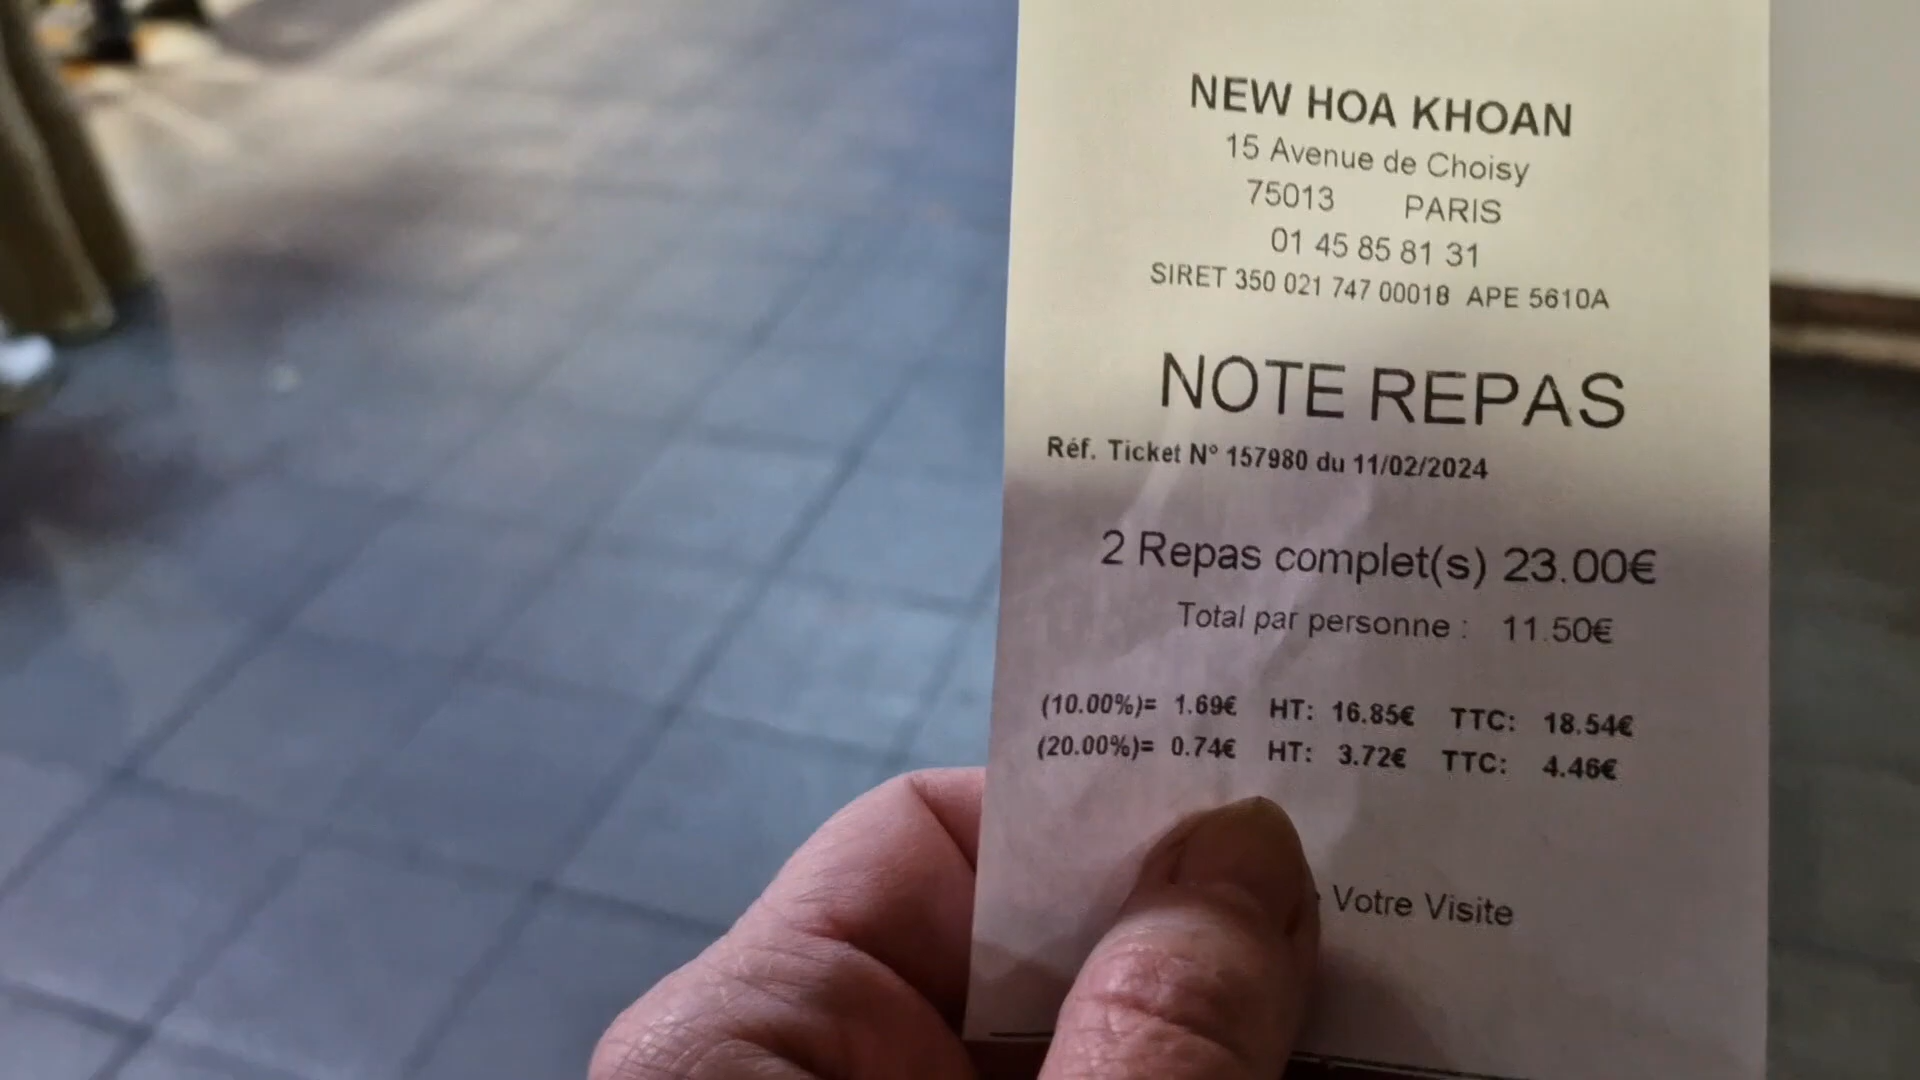 NEW HOA KHOAN
15 Avenue de Choisy
75013 PARIS
01 45 85 81 31
SIRET 350 021 747 00018 APE 5610A
NOTE REPAS
Réf. Ticket N° 157980 du 11/02/2024
2 Repas complet(s) 23.00€
Total par personne : 11.50€
(10.00%)= 1.69€ HT: 16.85€ TTC: 18.54€
(20.00%)= 0.74€ HT: 3.72€ TTC: 4.46€
Votre Visite